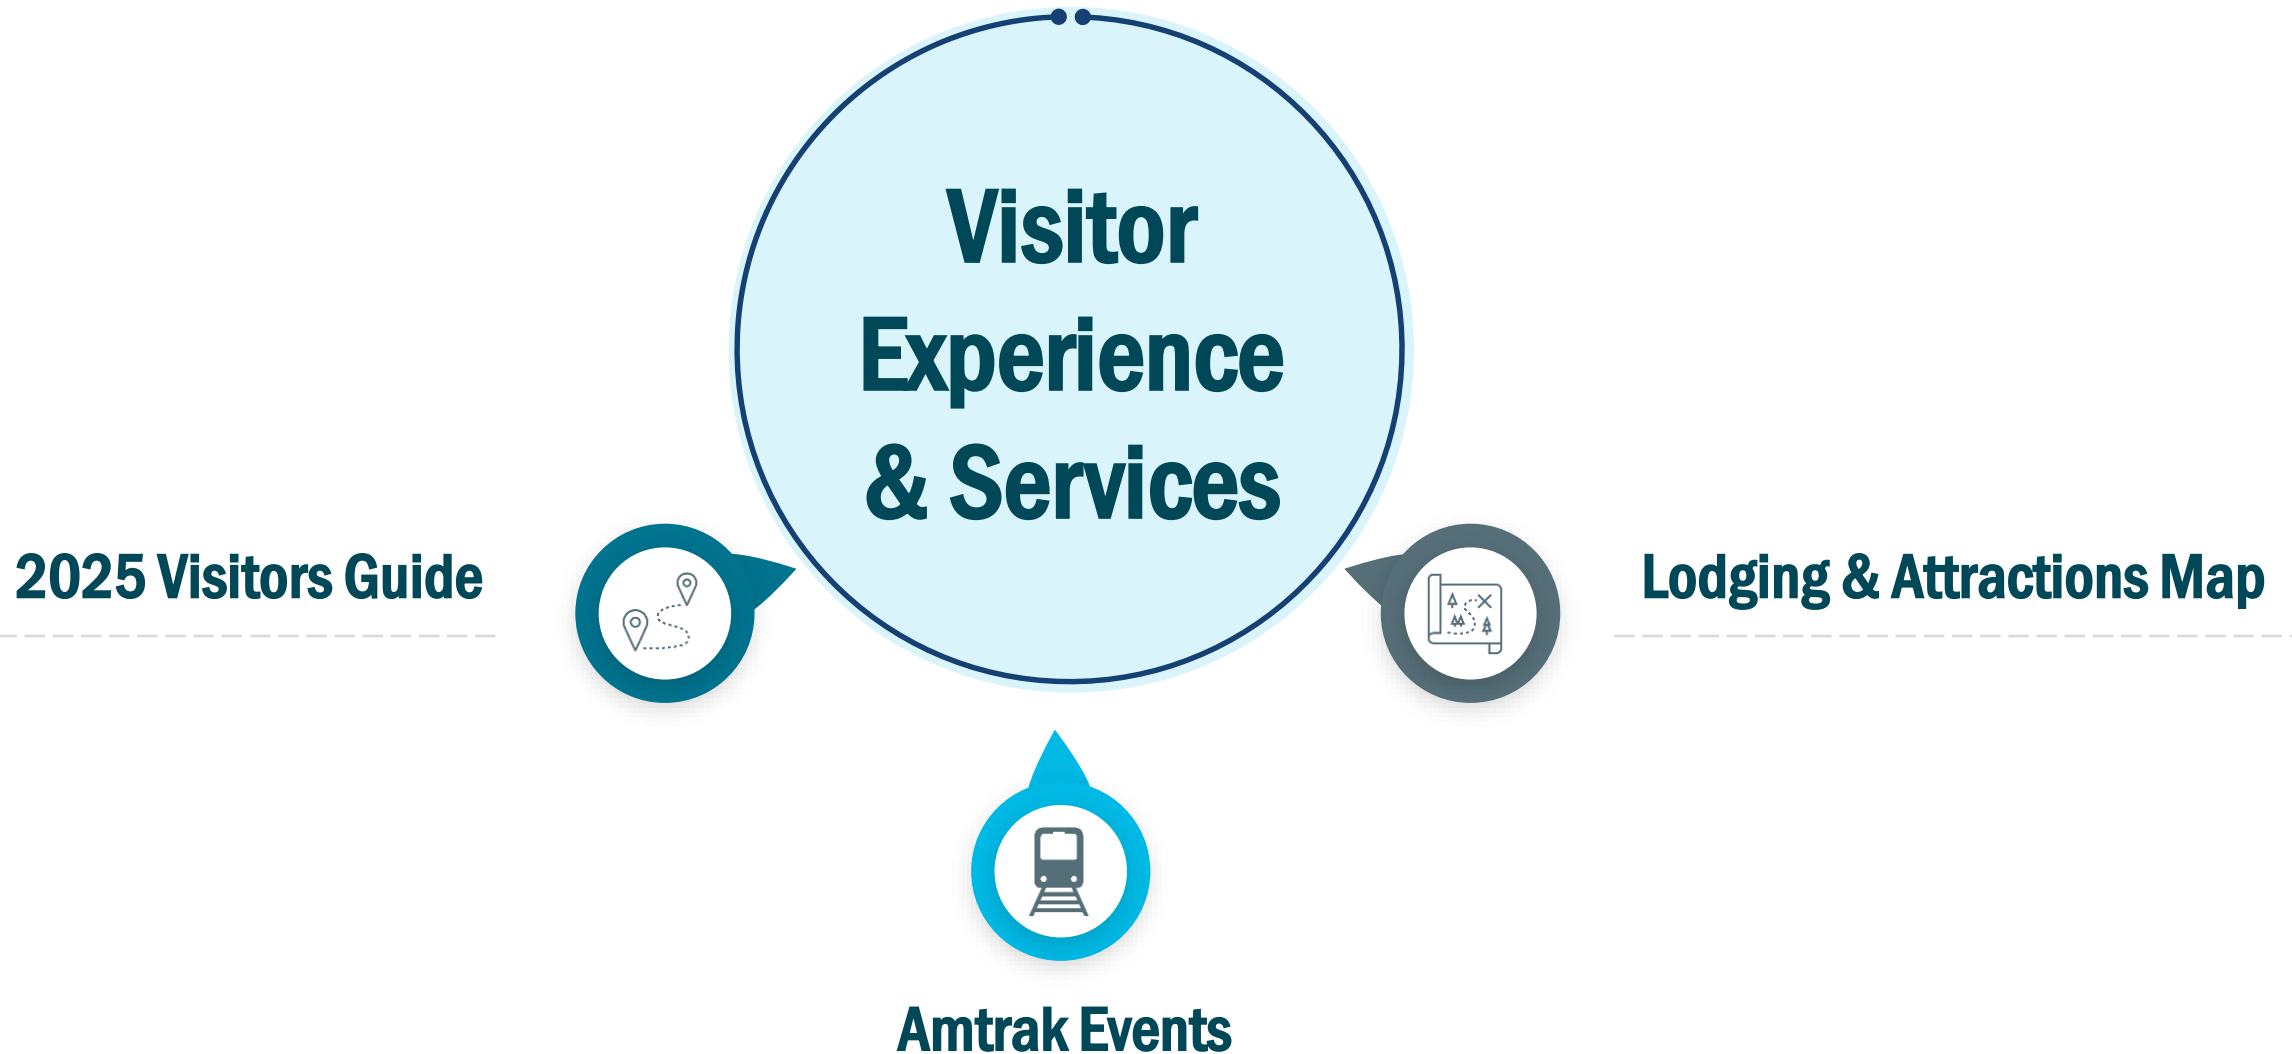 Visitor
Experience
& Services
2025 Visitors Guide
Lodging & Attractions Map
Amtrak Events